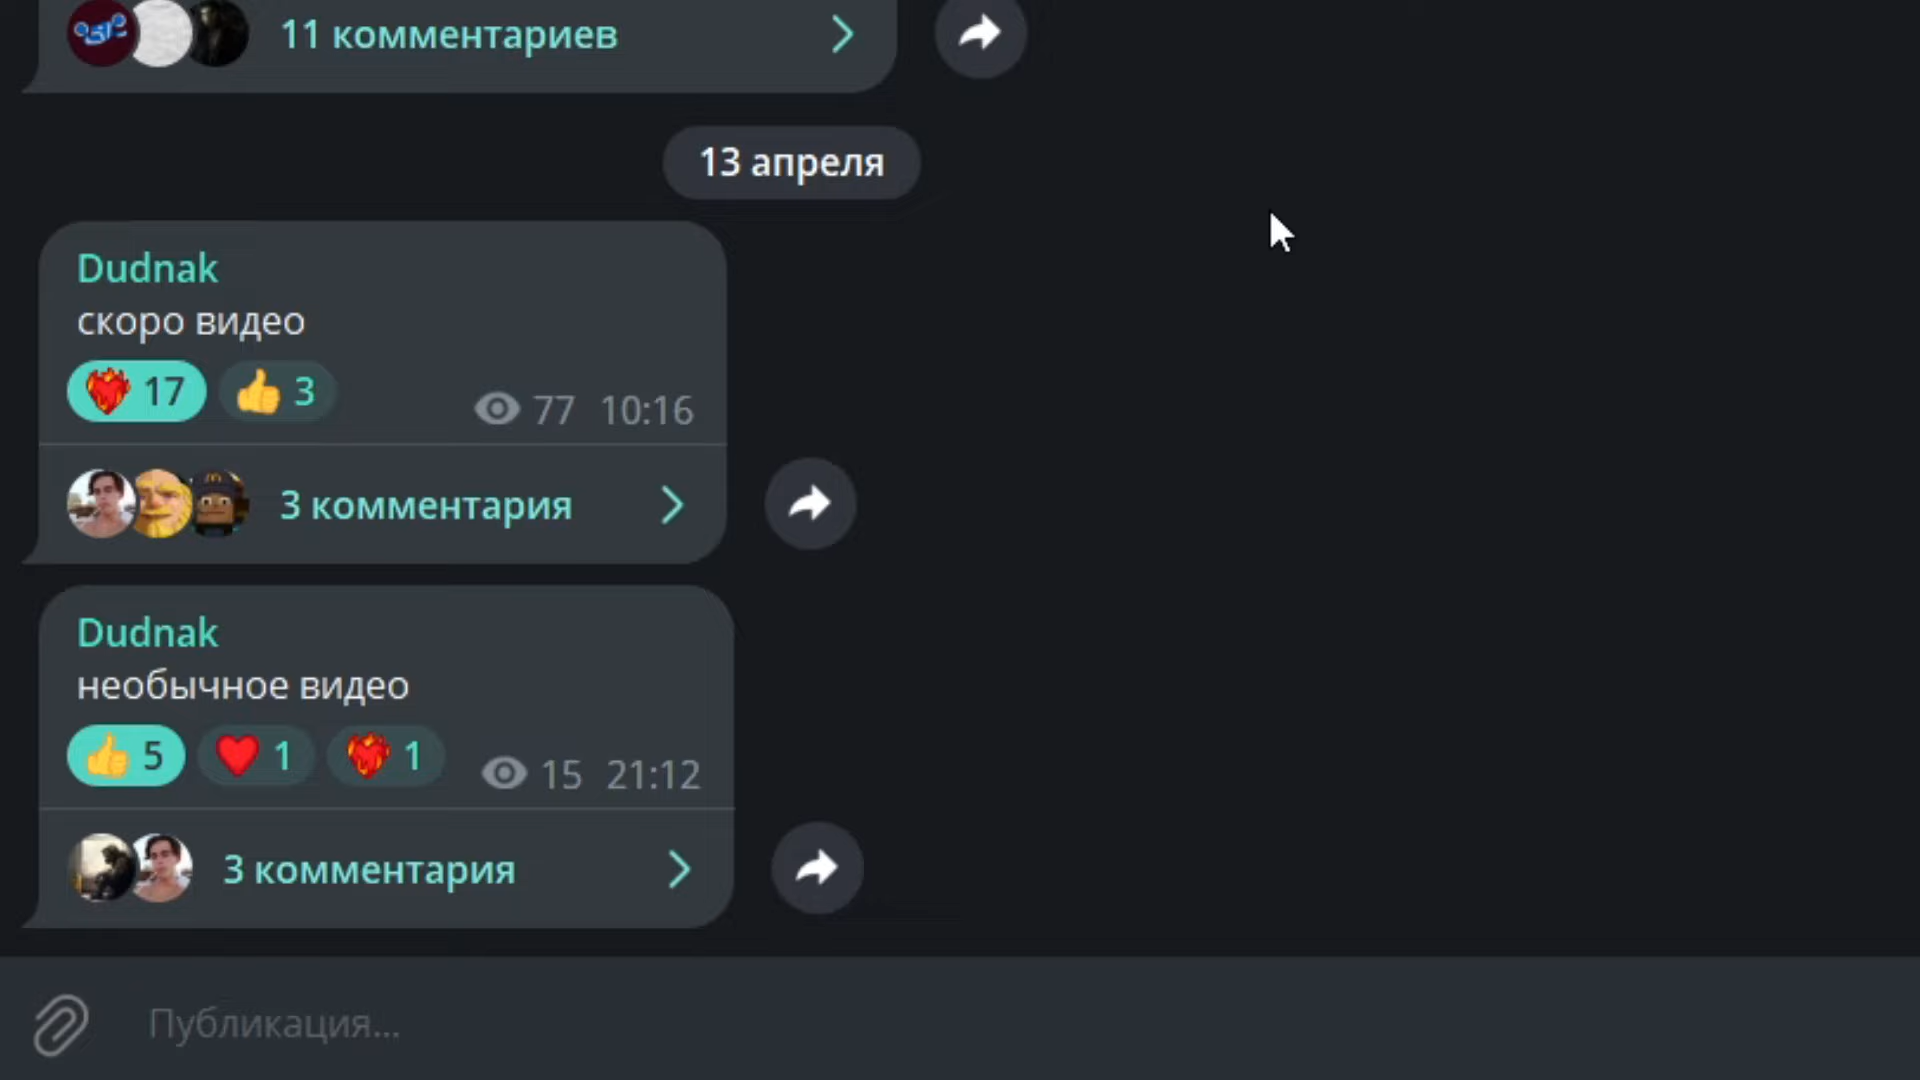 11 комментариев
13 апреля
Dudnak
скоро видео
17 3 77 10:16
3 комментария
Dudnak
необычное видео
5 1 1 15 21:12
3 комментария
Публикация...